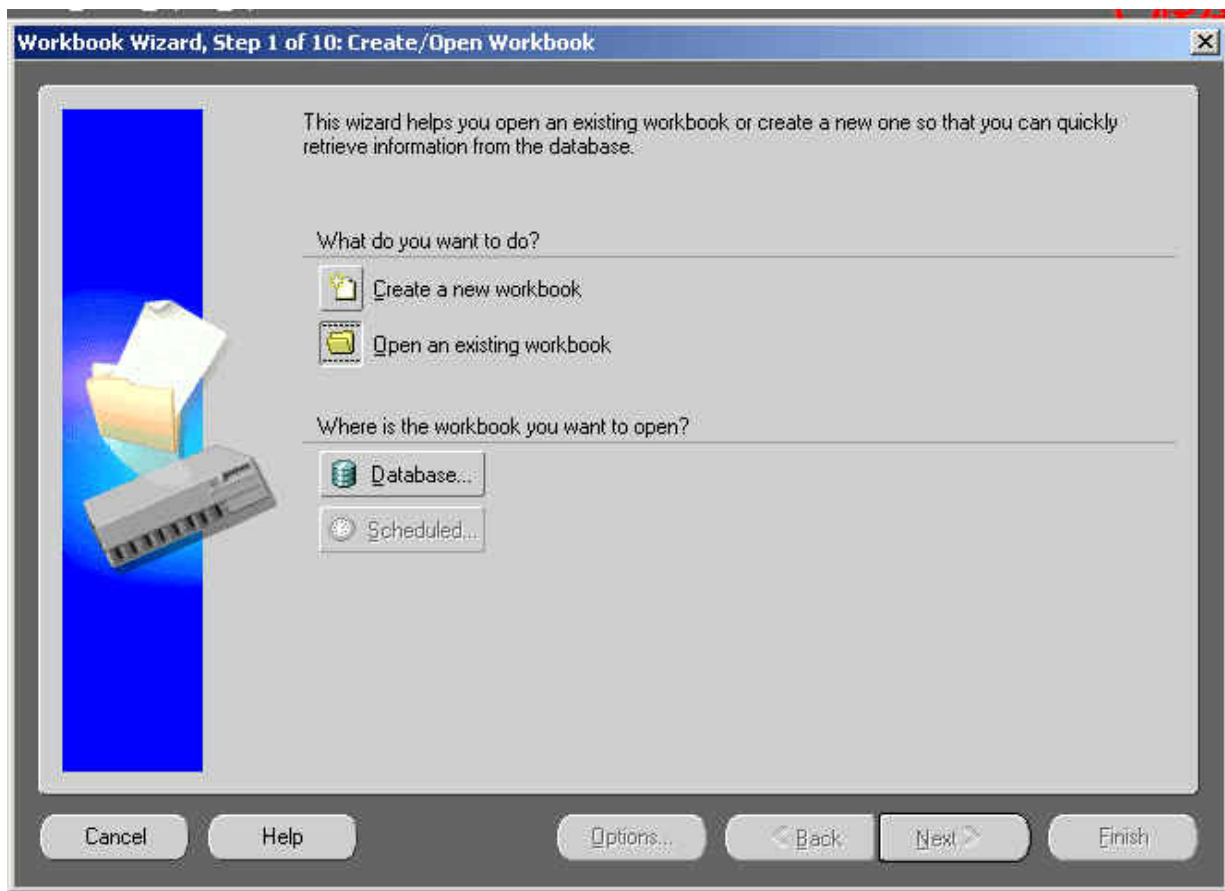 Workbook Wizard, Step 1 of 10: Create/Open Workbook
This wizard helps you open an existing workbook or create a new one so that you can quickly
retrieve information from the database.
What do you want to do?
Create a new workbook
Open an existing workbook
Where is the workbook you want to open?
Database...
Scheduled...
Cancel
Help
Options...
< Back
Next >
Finish